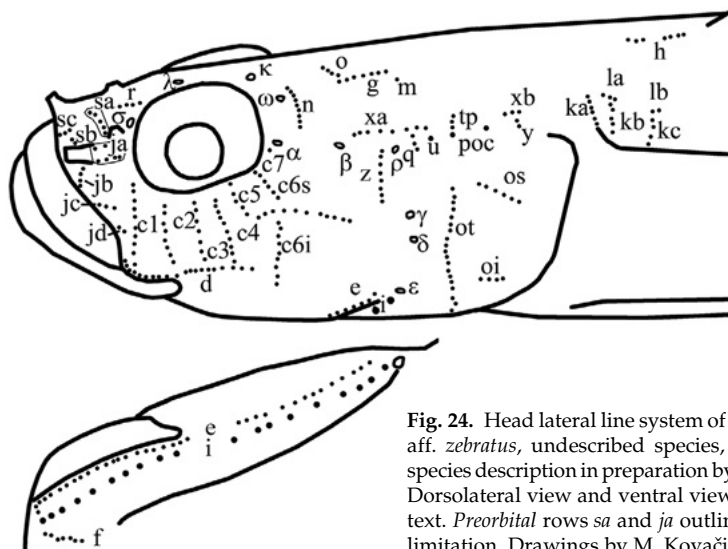 o
κ
h
λ
g
m
r
ω
n
la
sa
xb
lb
sc
σ
xa
tp
ka
kb
sb
u
y
kc
ja
α
β
ρ
q
poc
c7
z
jb
c6s
c5
os
jc
c1
c2
γ
ot
jd
c4
δ
c3
c6i
oi
d
e
ε
i
e
i
f
Fig. 24. Head lateral line system of
aff. zebratus, undescribed species,
species description in preparation by
Dorsolateral view and ventral view
text. Preorbital rows sa and ja outlin
limitation. Drawings by M. Kovači